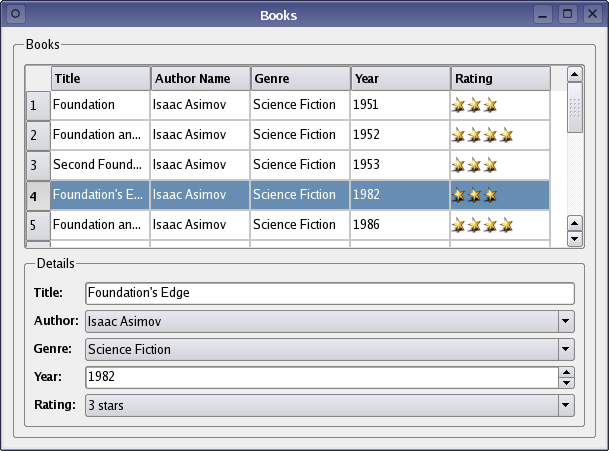 Books
Books
Title Author Name Genre Year Rating
1 Foundation Isaac Asimov Science Fiction 1951
2 Foundation an... Isaac Asimov Science Fiction 1952
3 Second Found... Isaac Asimov Science Fiction 1953
4 Foundation's E... Isaac Asimov Science Fiction 1982
5 Foundation an... Isaac Asimov Science Fiction 1986
Details
Title: Foundation's Edge
Author: Isaac Asimov
Genre: Science Fiction
Year: 1982
Rating: 3 stars